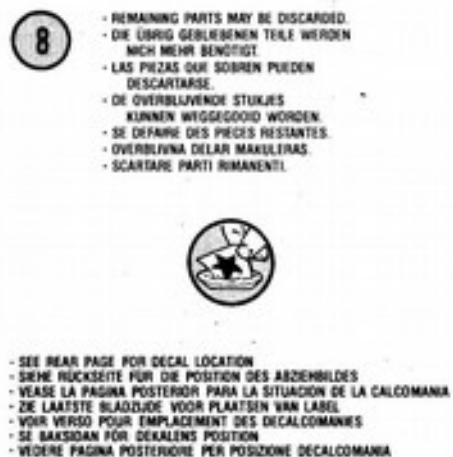 8
- REMAINING PARTS MAY BE DISCARDED.
- DIE ÜBRIG GEBLIEBENEN TEILE WERDEN
NICH MEHR BENÖTIGT.
- LAS PIEZAS QUE SOBREN PUEDEN
DESCARTARSE.
- DE OVERBLIJVENDE STUKJES
KUNNEN WEGGEGOOID WORDEN.
- SE DEFAIRE DES PIECES RESTANTES.
- OVERBLIVNA DELAR MAKULERAS.
- SCARTARE PARTI RIMANENTI.
- SEE REAR PAGE FOR DECAL LOCATION
- SIEHE RÜCKSEITE FÜR DIE POSITION DES ABZIEHBILDES
- VEASE LA PAGINA POSTERIOR PARA LA SITUACION DE LA CALCOMANIA
- ZIE LAATSTE BLADZIJDE VOOR PLAATSEN VAN LABEL
- VOIR VERSO POUR EMPLACEMENT DES DECALCOMANIES
- SE BAKSIDAN FÖR DEKALENS POSITION
- VEDERE PAGINA POSTERIORE PER POSIZIONE DECALCOMANIA